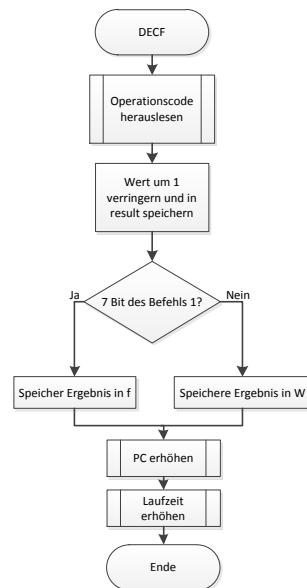 DECF
Operationscode
herauslesen
Wert um 1
verringern und in
result speichern
7 Bit des Befehls 1?
Ja
Nein
Speicher Ergebnis in f
Speichere Ergebnis in W
PC erhöhen
Laufzeit
erhöhen
Ende